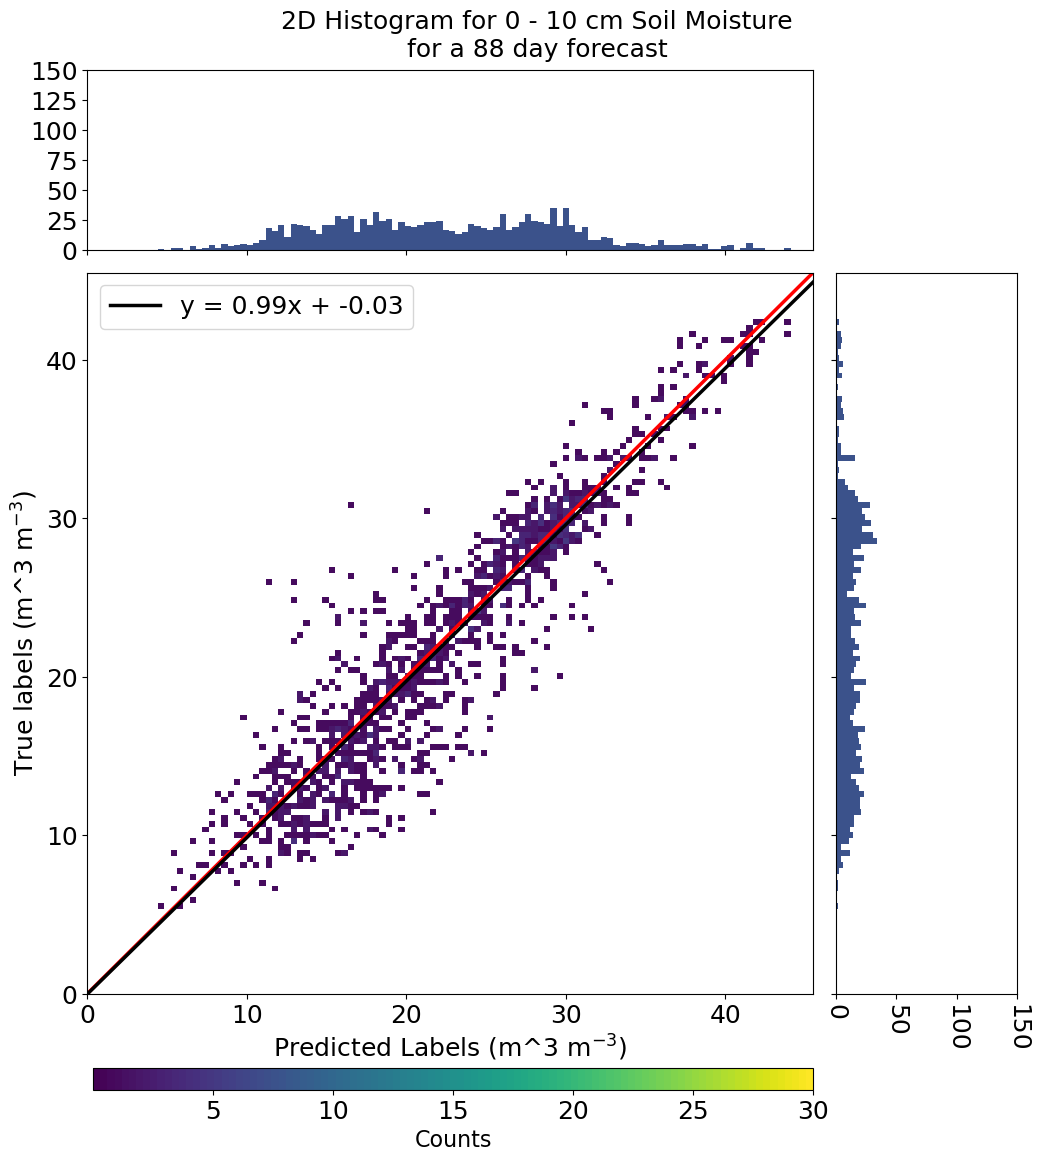 2D Histogram for 0 - 10 cm Soil Moisture
for a 88 day forecast
150
125
100
75
50
25
0
y = 0.99x + -0.03
True labels (m^3 m⁻³)
40
30
20
10
0
0 10 20 30 40
0 50 100 150
Predicted Labels (m^3 m⁻³)
5 10 15 20 25 30
Counts